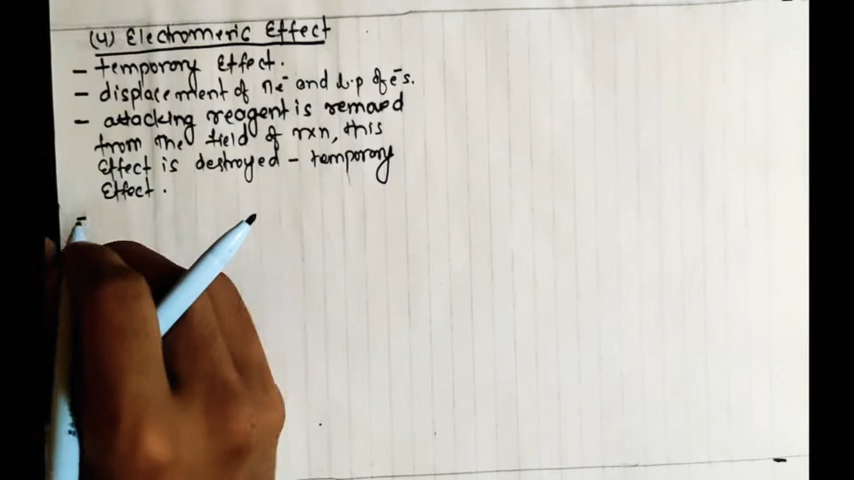 (4) Electromeric Effect
- temporary Effect.
- displacement of πe⁻ and l.p of e⁻s.
- attacking reagent is removed
from the field of rxn, this
Effect is destroyed - temporary
Effect.
-